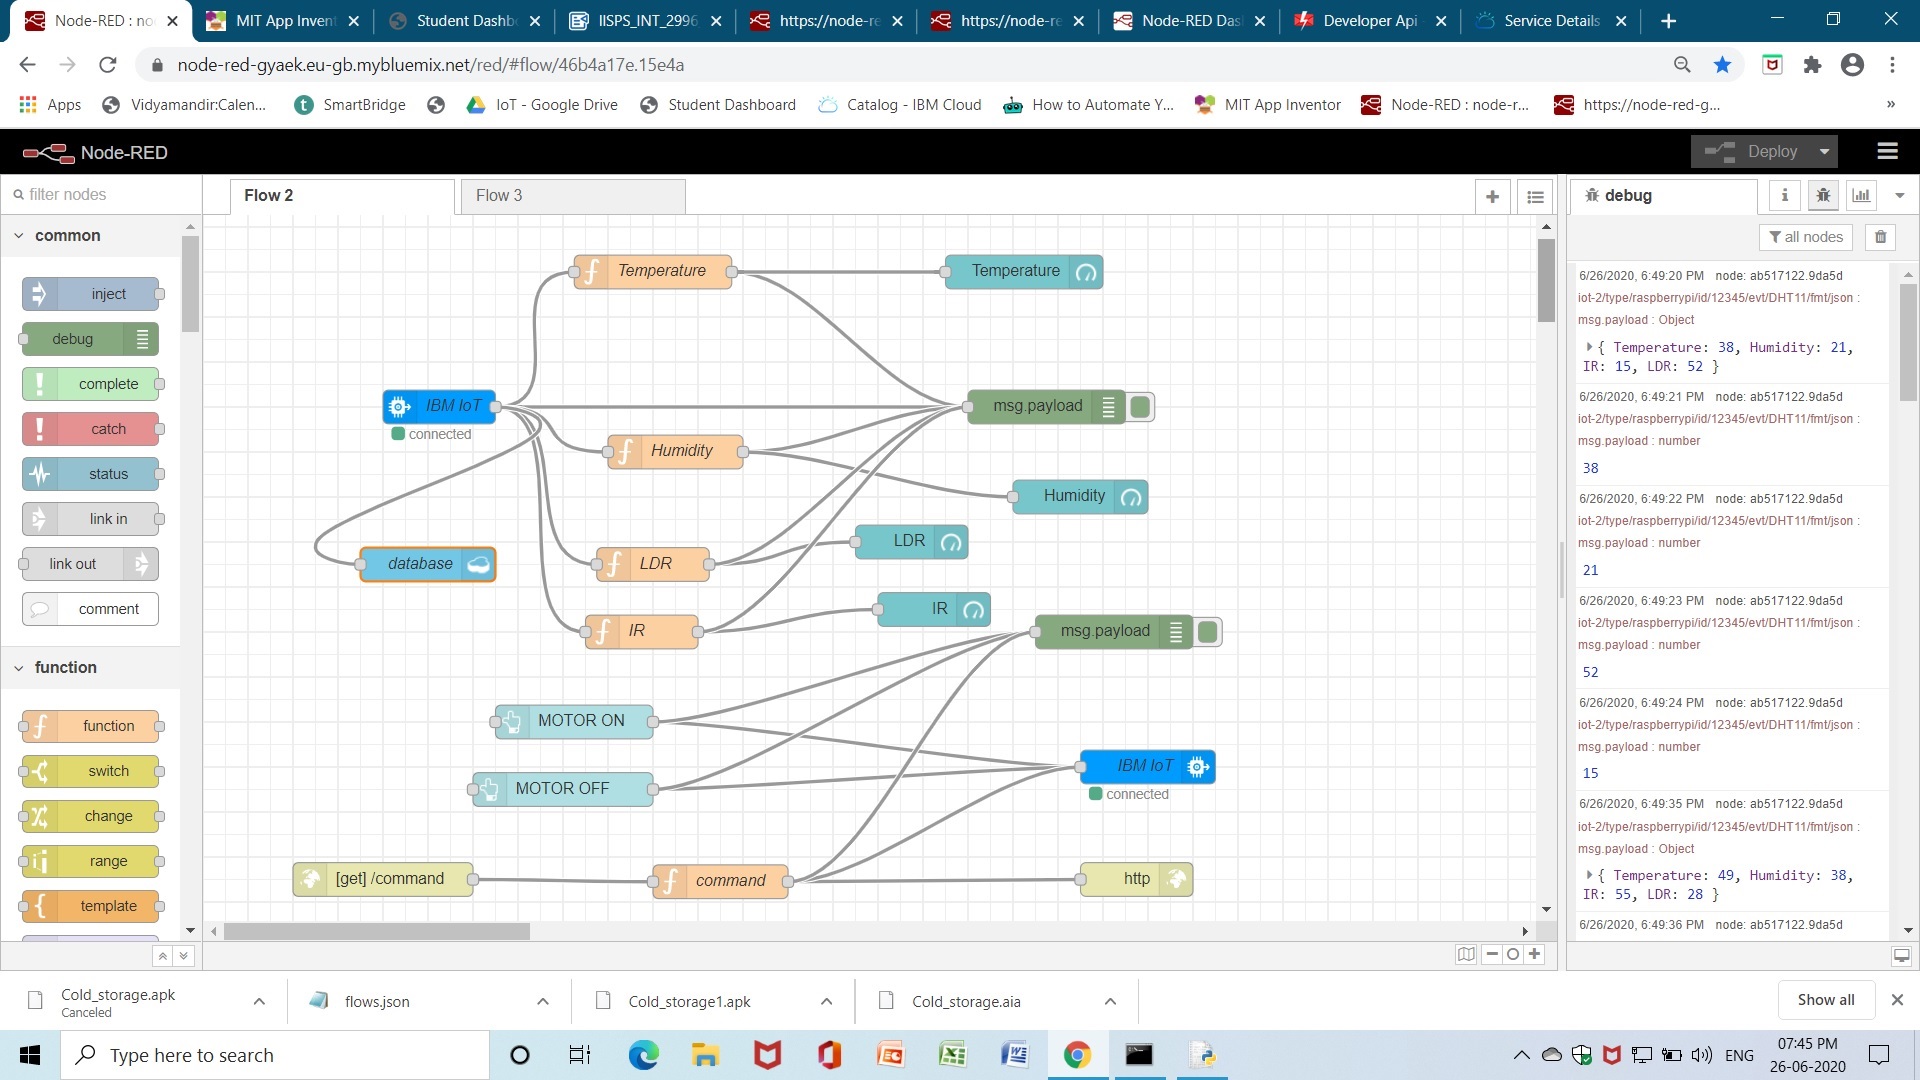 Node-RED : no
MIT App Invent
Student Dashb
IISPS_INT_2996
https://node-re
https://node-re
Node-RED Das
Developer Api
Service Details
node-red-gyaek.eu-gb.mybluemix.net/red/#flow/46b4a17e.15e4a
Apps
Vidyamandir:Calen...
SmartBridge
IoT - Google Drive
Student Dashboard
Catalog - IBM Cloud
How to Automate Y...
MIT App Inventor
Node-RED : node-r...
https://node-red-g...
»
Node-RED
Deploy
filter nodes
Flow 2
Flow 3
debug
all nodes
common
inject
debug
complete
catch
status
link in
link out
comment
function
function
switch
change
range
template
Temperature
Temperature
IBM IoT
connected
msg.payload
Humidity
Humidity
LDR
database
LDR
IR
IR
msg.payload
MOTOR ON
IBM IoT
connected
MOTOR OFF
[get] /command
command
http
6/26/2020, 6:49:20 PM node: ab517122.9da5d
iot-2/type/raspberrypi/id/12345/evt/DHT11/fmt/json :
msg.payload : Object
{ Temperature: 38, Humidity: 21,
IR: 15, LDR: 52 }
6/26/2020, 6:49:21 PM node: ab517122.9da5d
iot-2/type/raspberrypi/id/12345/evt/DHT11/fmt/json :
msg.payload : number
38
6/26/2020, 6:49:22 PM node: ab517122.9da5d
iot-2/type/raspberrypi/id/12345/evt/DHT11/fmt/json :
msg.payload : number
21
6/26/2020, 6:49:23 PM node: ab517122.9da5d
iot-2/type/raspberrypi/id/12345/evt/DHT11/fmt/json :
msg.payload : number
52
6/26/2020, 6:49:24 PM node: ab517122.9da5d
iot-2/type/raspberrypi/id/12345/evt/DHT11/fmt/json :
msg.payload : number
15
6/26/2020, 6:49:35 PM node: ab517122.9da5d
iot-2/type/raspberrypi/id/12345/evt/DHT11/fmt/json :
msg.payload : Object
{ Temperature: 49, Humidity: 38,
IR: 55, LDR: 28 }
6/26/2020, 6:49:36 PM node: ab517122.9da5d
Cold_storage.apk
Canceled
flows.json
Cold_storage1.apk
Cold_storage.aia
Show all
Type here to search
ENG
07:45 PM
26-06-2020